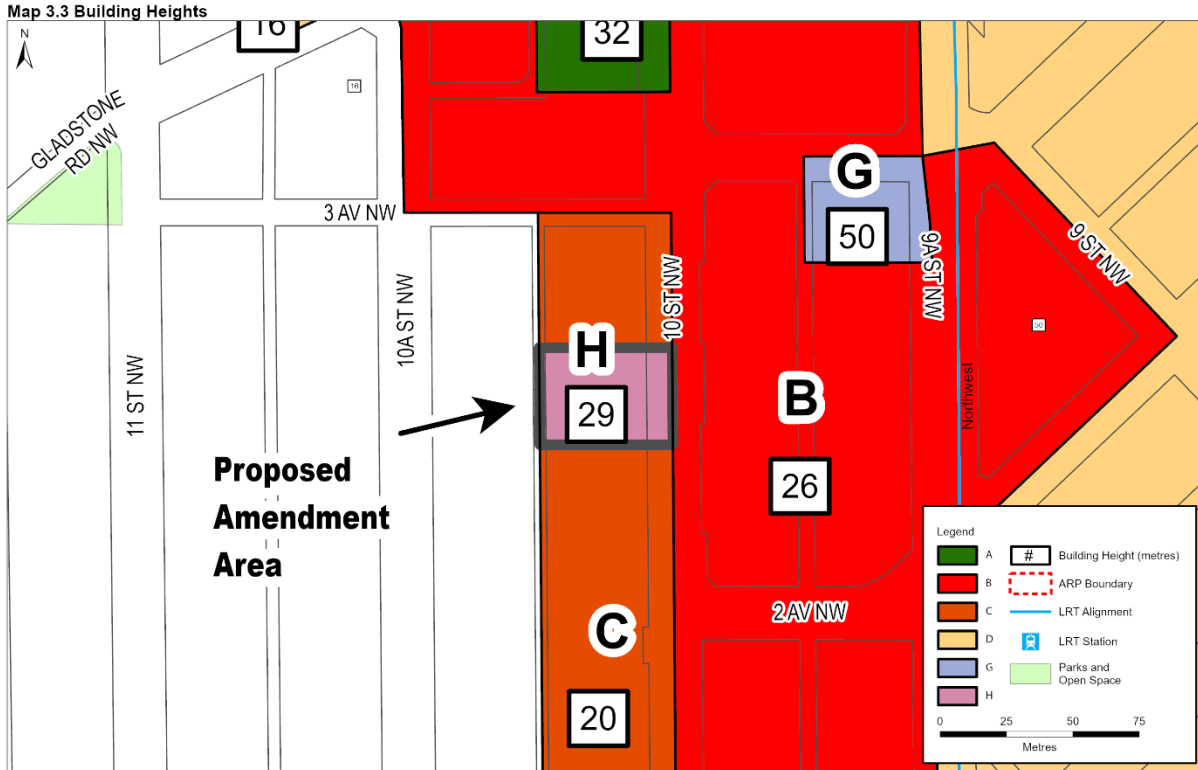 Map 3.3 Building Heights
N
16
32
16
GLADSTONE
RD NW
G
3 AV NW
50
9A ST NW
9 ST NW
10 ST NW
10A ST NW
11 ST NW
50
H
29
B
Northwest
Proposed
Amendment
Area
26
C
2 AV NW
20
Legend
A
B
C
D
G
H
# Building Height (metres)
ARP Boundary
LRT Alignment
LRT Station
Parks and
Open Space
0 25 50 75
Metres